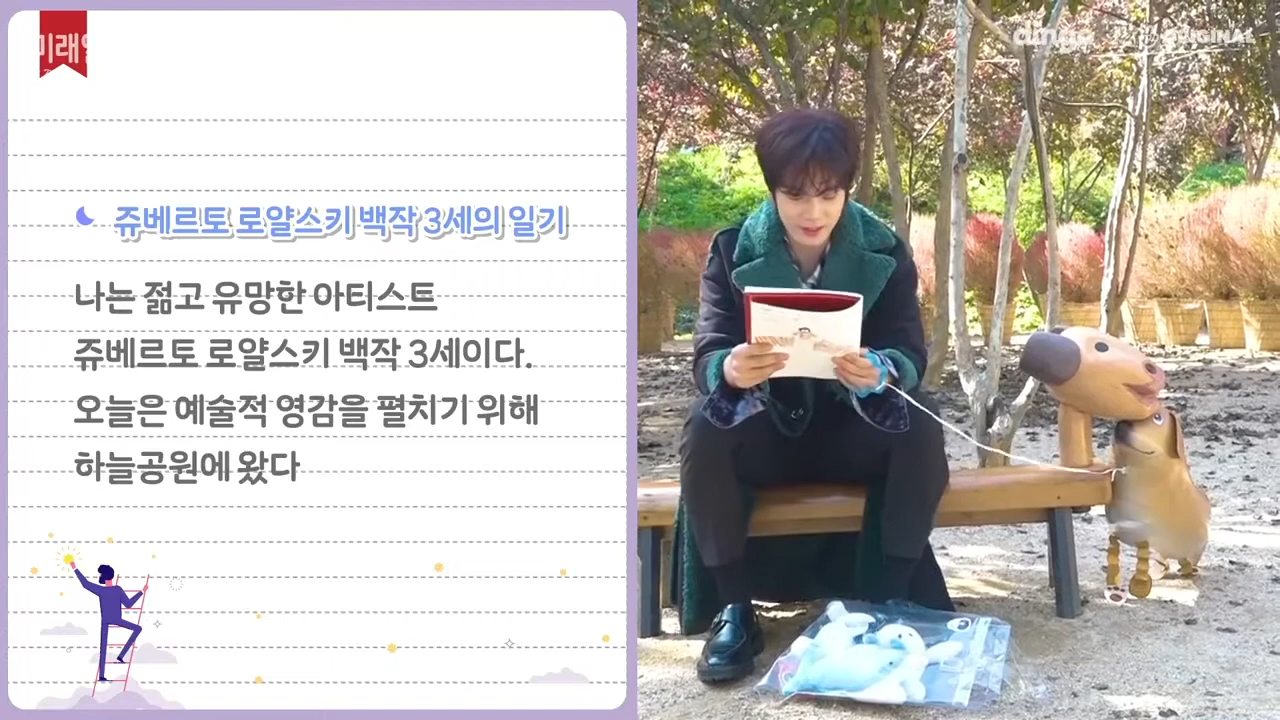 미래일
dingo
ORIGINAL
쥬베르토 로얄스키 백작 3세의 일기
나는 젊고 유망한 아티스트
쥬베르토 로얄스키 백작 3세이다.
오늘은 예술적 영감을 펼치기 위해
하늘공원에 왔다